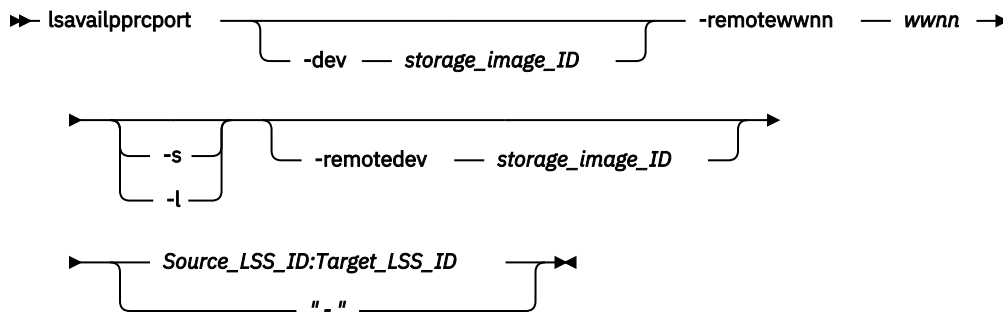 lsavailpprcport -remotewwnn wwnn
-dev storage_image_ID
-s -remotedev storage_image_ID
-l
Source_LSS_ID:Target_LSS_ID
" - "